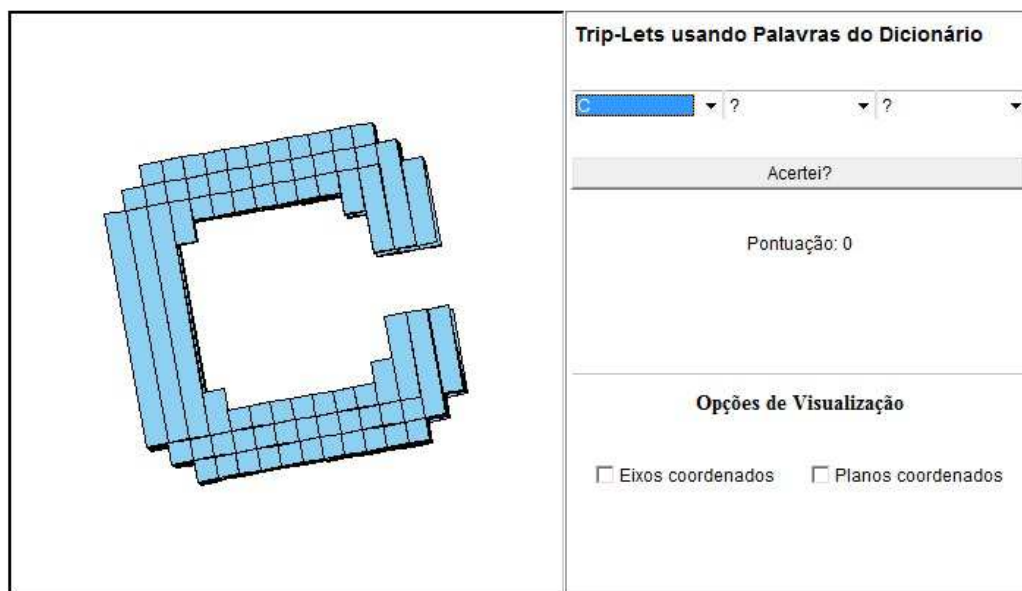 Trip-Lets usando Palavras do Dicionário
C ? ?
Acertei?
Pontuação: 0
Opções de Visualização
Eixos coordenados Planos coordenados